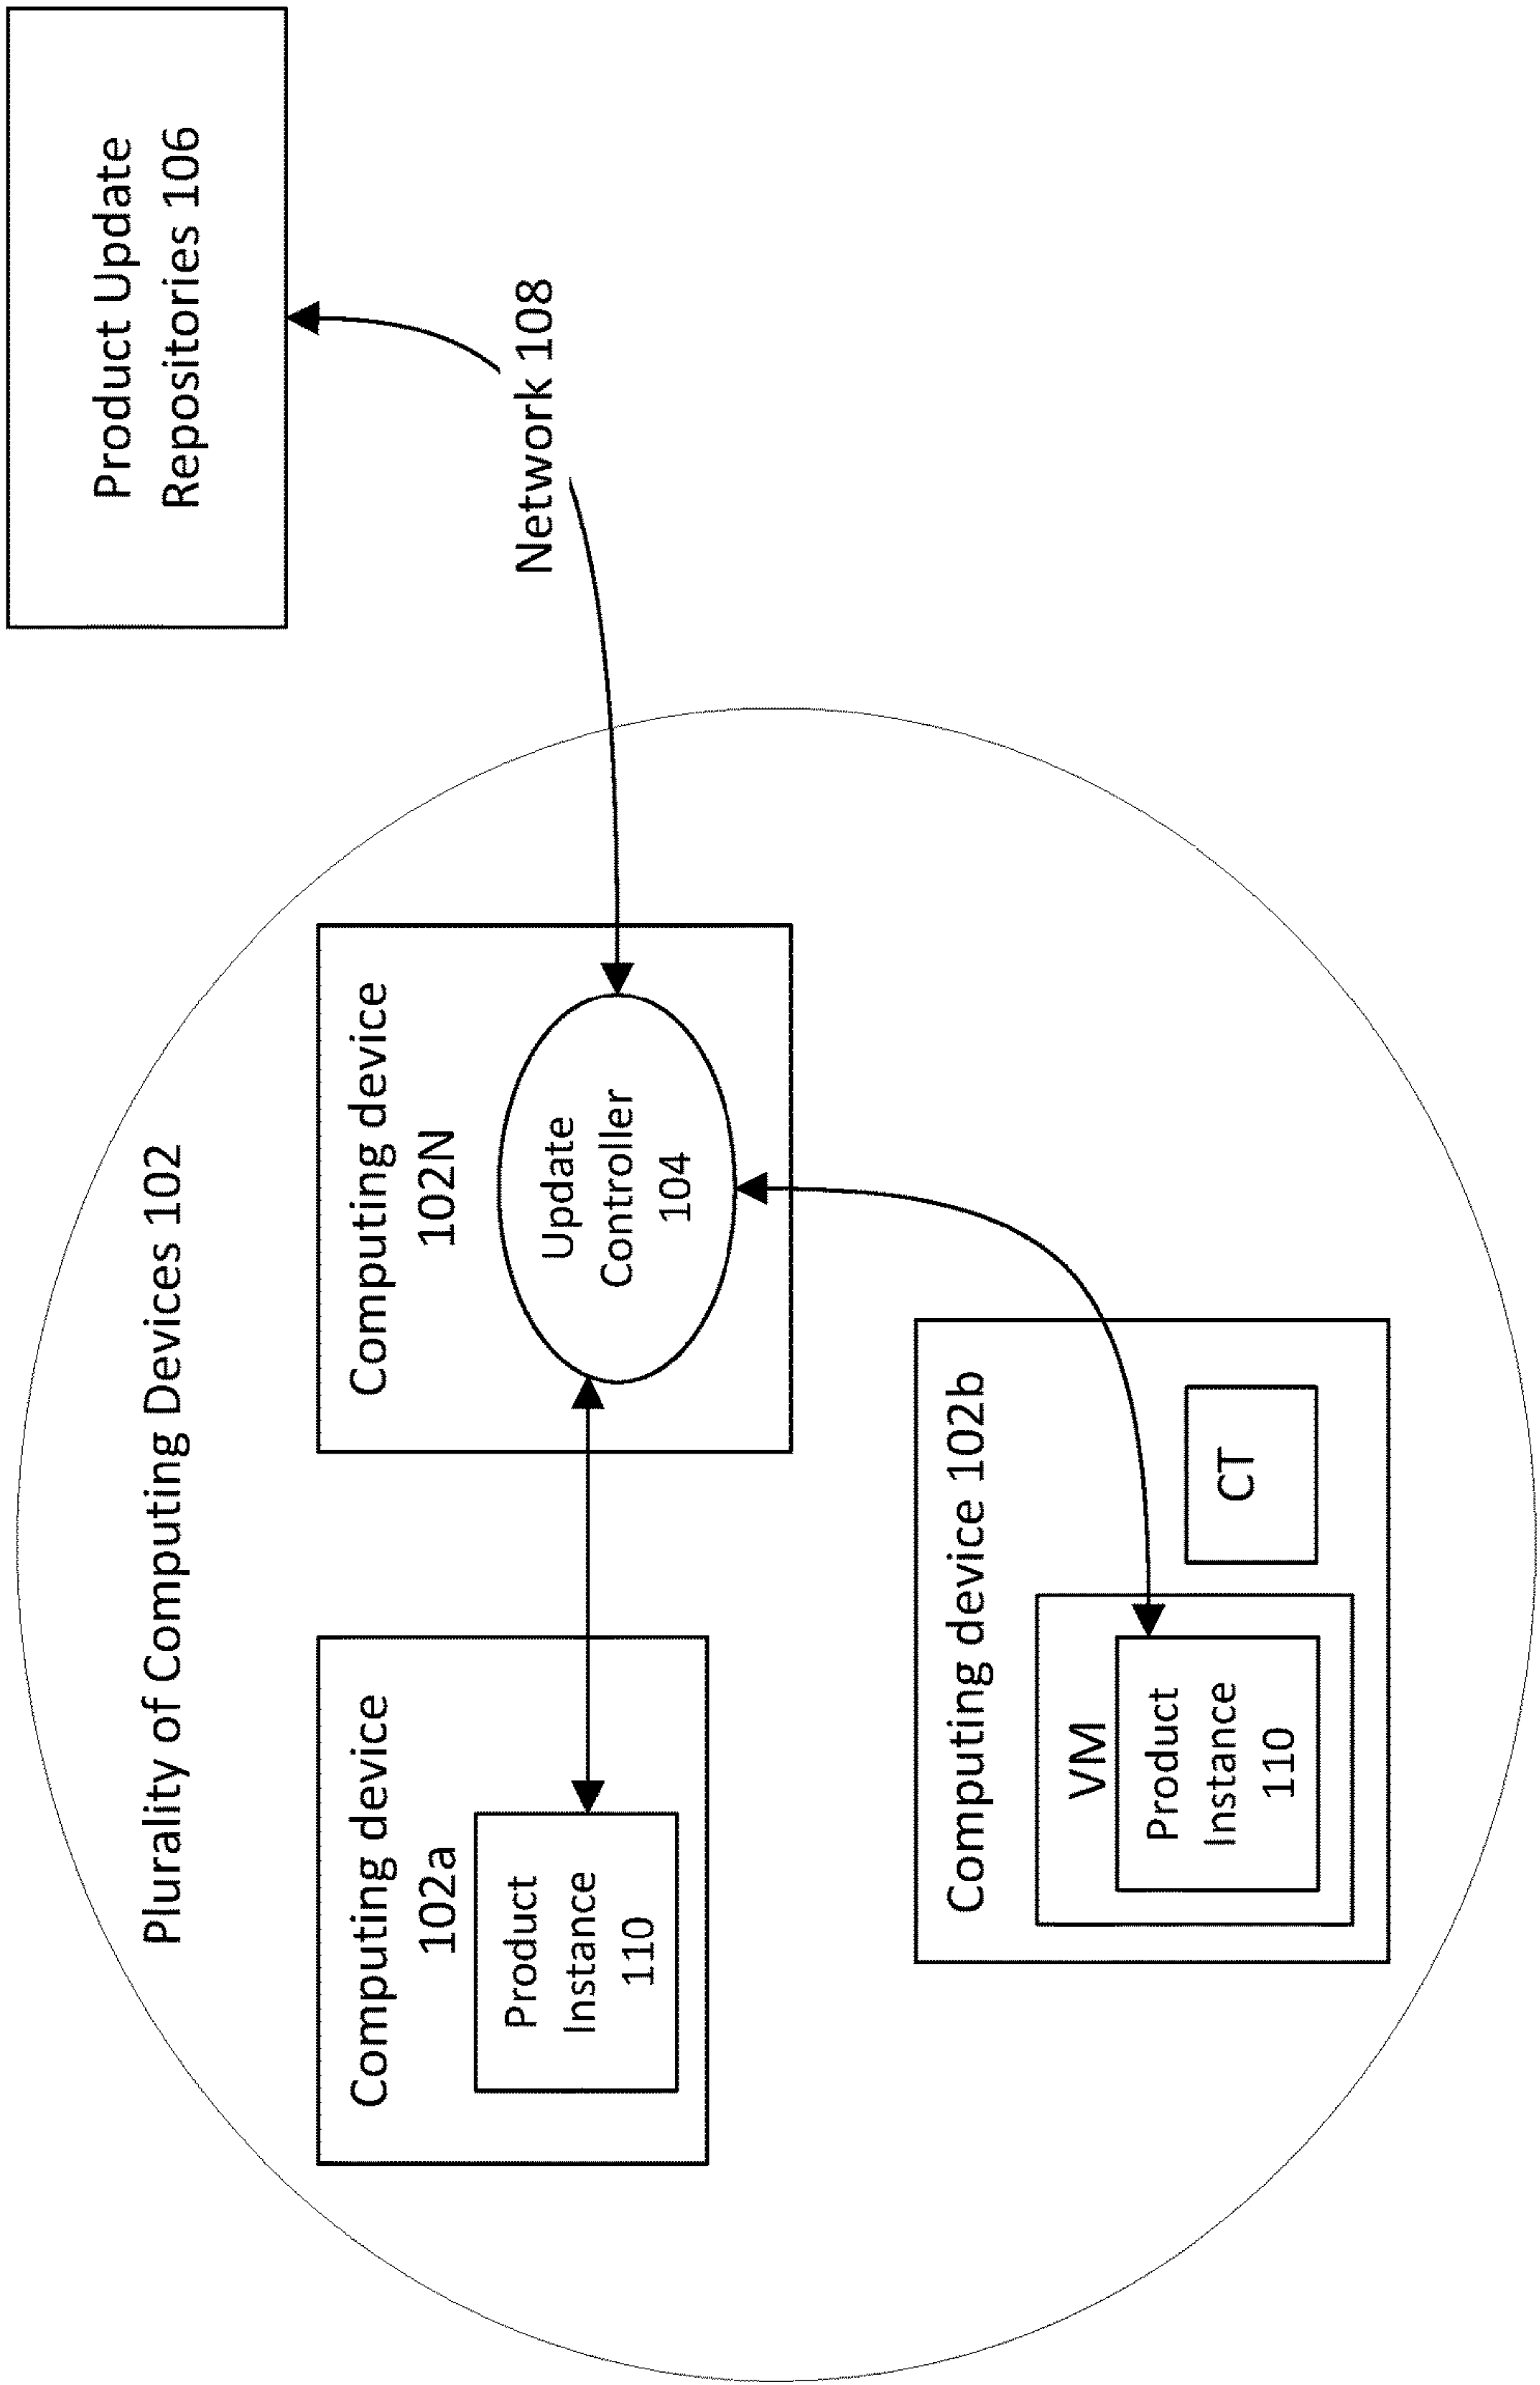 Product Update
Repositories 106
Network 108
Plurality of Computing Devices 102
Computing device
102a
Product
Instance
110
Computing device
102N
Update
Controller
104
Computing device 102b
VM
Product
Instance
110
CT